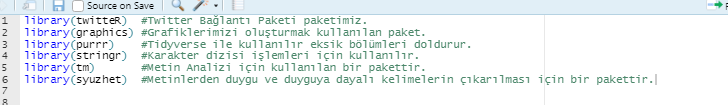 Source on Save
1 library(twitteR) #Twitter Bağlantı Paketi paketimiz.
2 library(graphics) #Grafiklerimizi oluşturmak kullanılan paket.
3 library(purrr) #Tidyverse ile kullanılır eksik bölümleri doldurur.
4 library(stringr) #Karakter dizisi işlemleri için kullanılır.
5 library(tm) #Metin Analizi için kullanılan bir pakettir.
6 library(syuzhet) #Metinlerden duygu ve duyguya dayalı kelimelerin çıkarılması için bir pakettir.
7
8